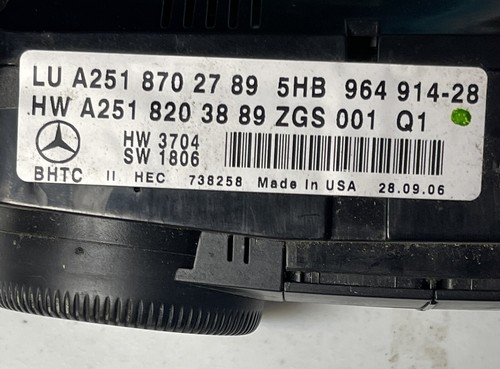 LU A251 870 27 89 5HB 964 914-28
HW A251 820 38 89 ZGS 001 Q1
HW 3704
SW 1806
BHTC II HEC 738258 Made in USA 28.09.06